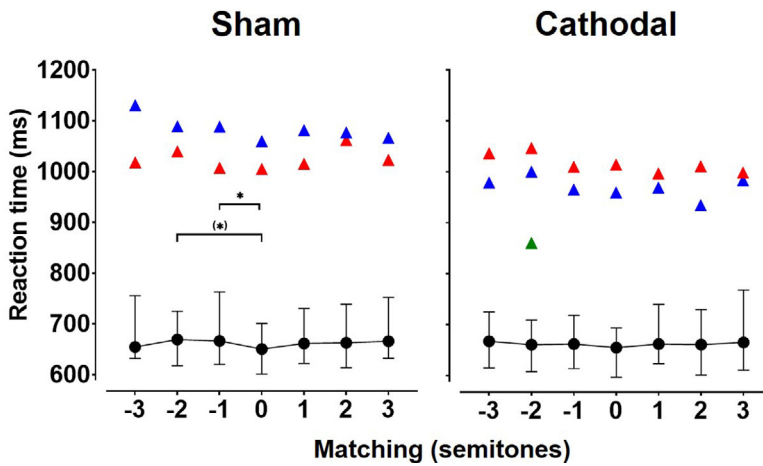 Sham Cathodal
Reaction time (ms)
1200
1100
1000
900
800
700
600
*
(*)
-3 -2 -1 0 1 2 3
-3 -2 -1 0 1 2 3
Matching (semitones)